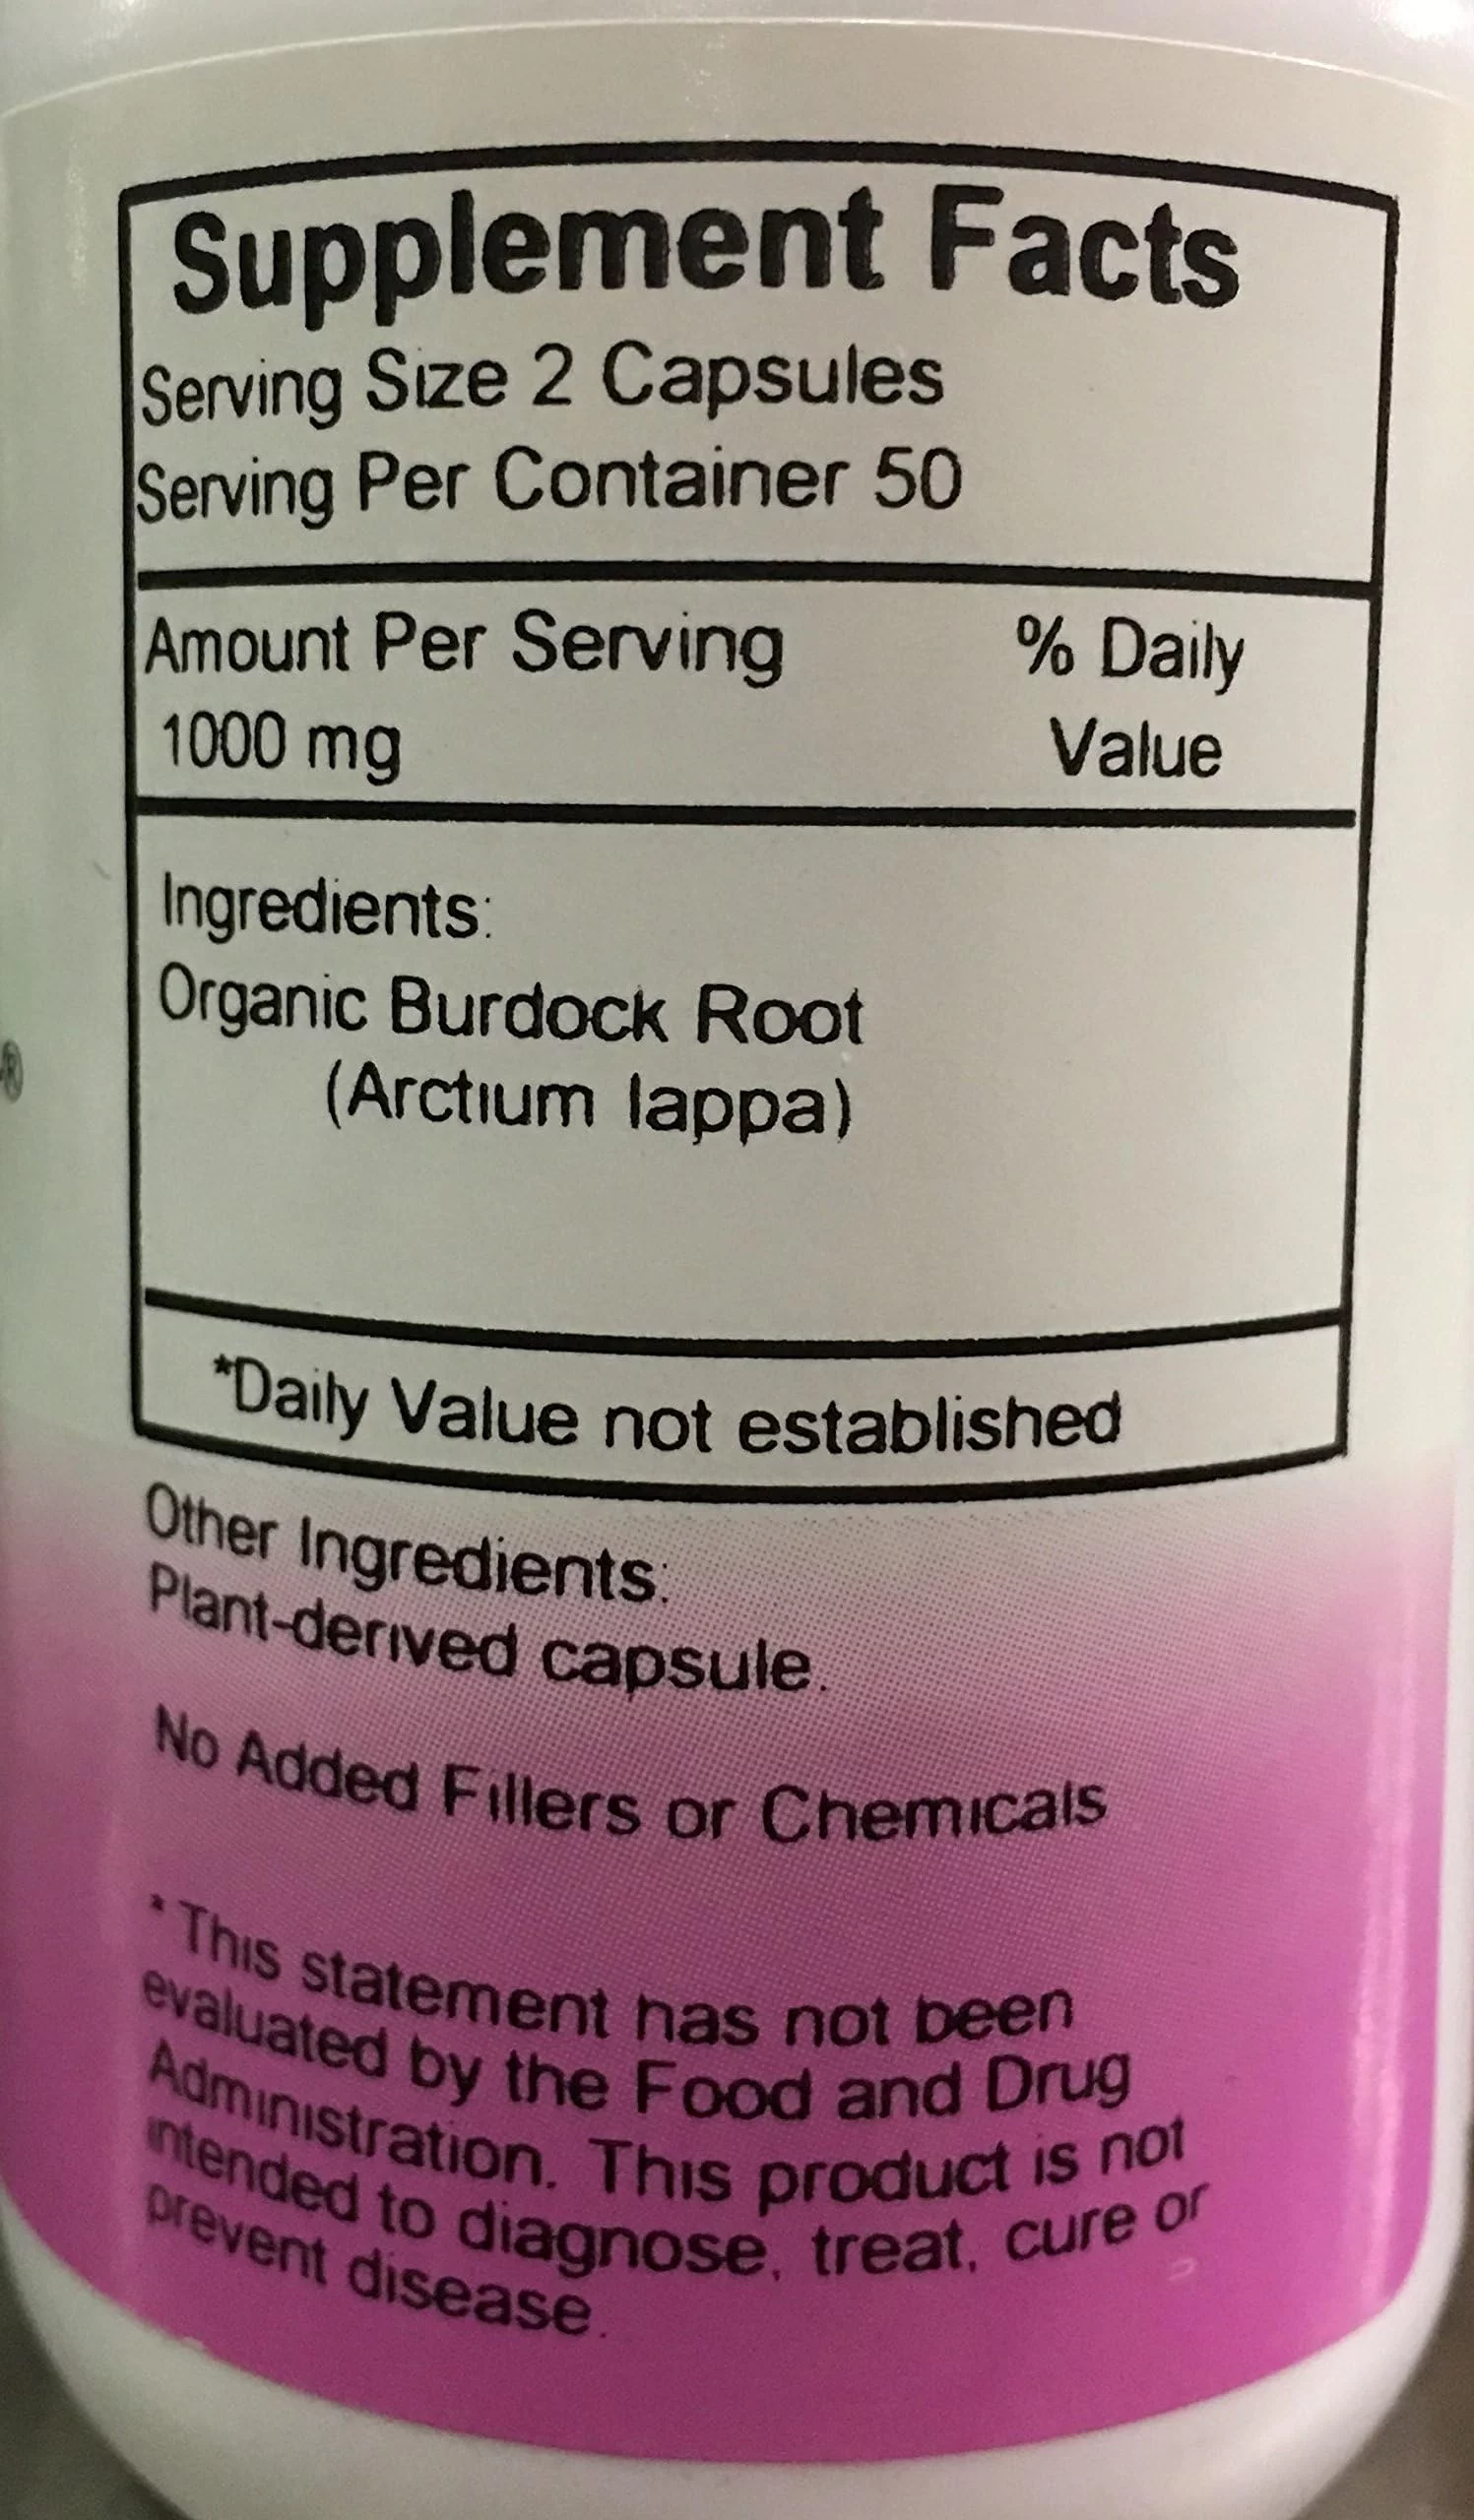 Supplement Facts
Serving Size 2 Capsules
Serving Per Container 50
Amount Per Serving % Daily
1000 mg Value
Ingredients:
Organic Burdock Root
(Arctium lappa)
®
*Daily Value not established
Other Ingredients:
Plant-derived capsule.
No Added Fillers or Chemicals
* This statement has not been
evaluated by the Food and Drug
Administration. This product is not
intended to diagnose, treat, cure or
prevent disease.